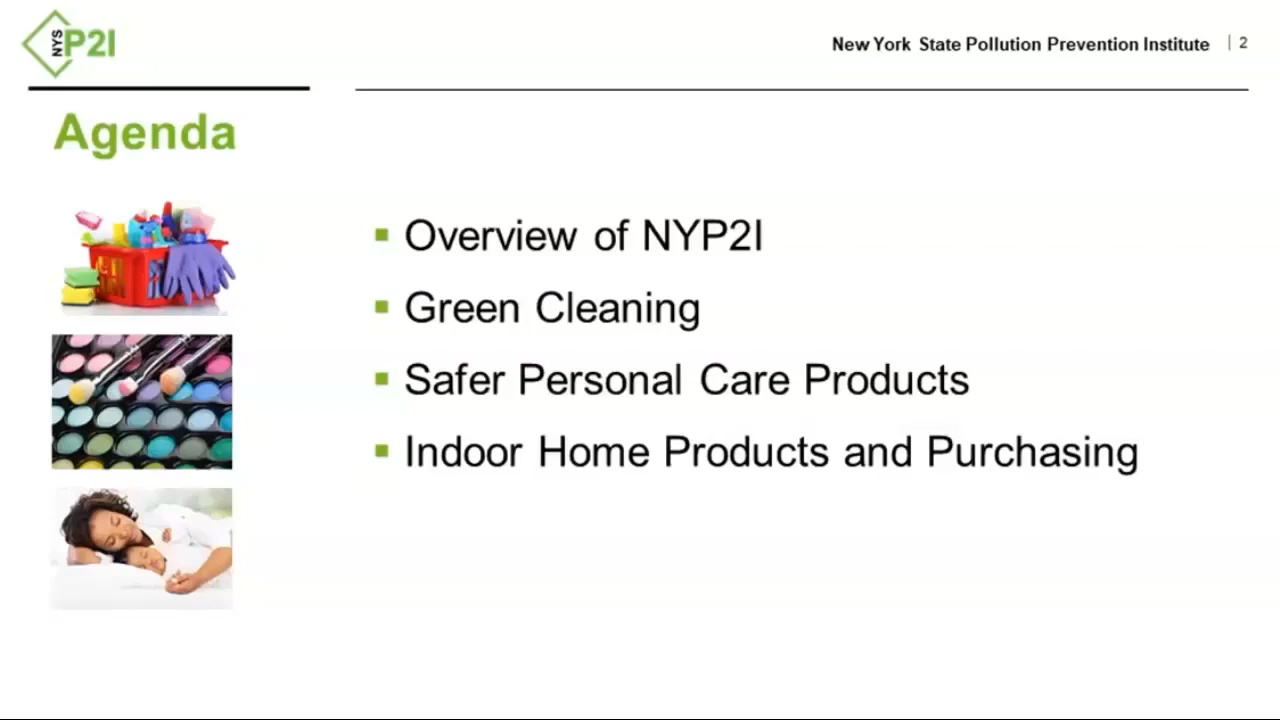 NYS P2I
New York State Pollution Prevention Institute | 2
Agenda
Overview of NYP2I
Green Cleaning
Safer Personal Care Products
Indoor Home Products and Purchasing